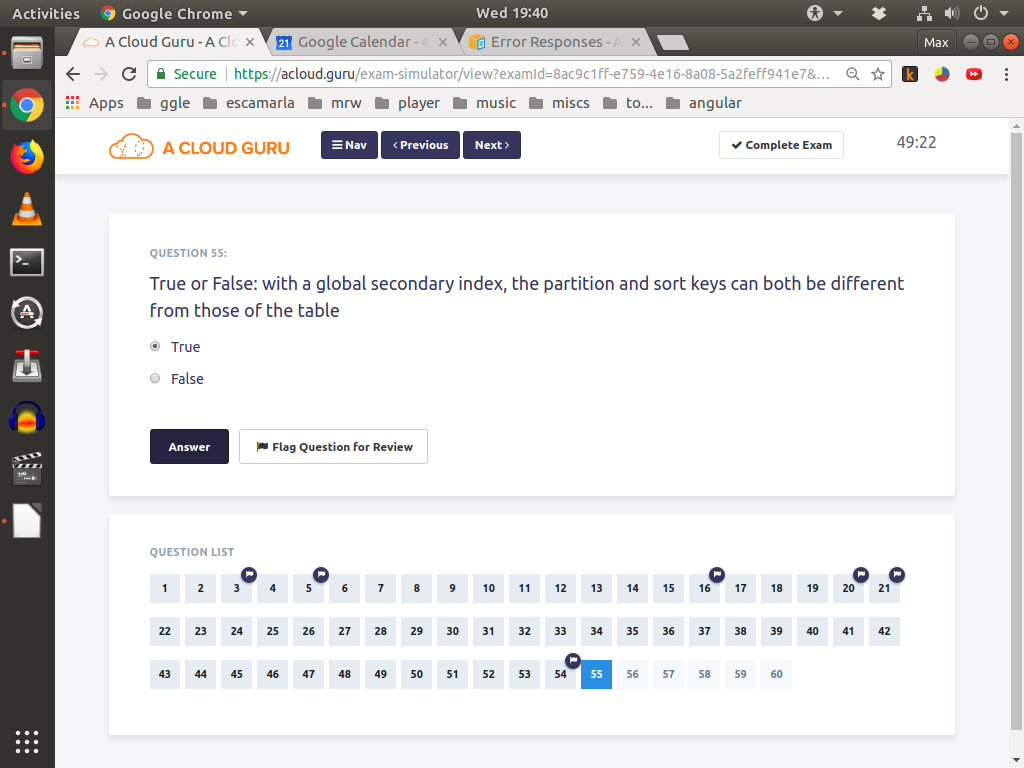 Activities Google Chrome Wed 19:40
A Cloud Guru - A Clo Google Calendar - 4 Error Responses - A Max
Secure https://acloud.guru/exam-simulator/view?examId=8ac9c1ff-e759-4e16-8a08-5a2feff941e7&...
Apps ggle escamarla mrw player music miscs to... angular
A CLOUD GURU Nav Previous Next Complete Exam 49:22
QUESTION 55:
True or False: with a global secondary index, the partition and sort keys can both be different
from those of the table
True
False
Answer Flag Question for Review
QUESTION LIST
1 2 3 4 5 6 7 8 9 10 11 12 13 14 15 16 17 18 19 20 21
22 23 24 25 26 27 28 29 30 31 32 33 34 35 36 37 38 39 40 41 42
43 44 45 46 47 48 49 50 51 52 53 54 55 56 57 58 59 60